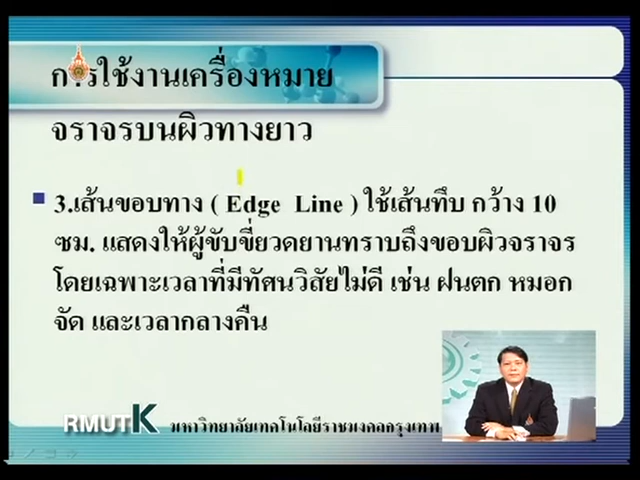 การใช้งานเครื่องหมาย
จราจรบนผิวทางยาว
3.เส้นขอบทาง ( Edge Line ) ใช้เส้นทึบ กว้าง 10
ซม. แสดงให้ผู้ขับขี่ยวดยานทราบถึงขอบผิวจราจร
โดยเฉพาะเวลาที่มีทัศนวิสัยไม่ดี เช่น ฝนตก หมอก
จัด และเวลากลางคืน
RMUTK มหาวิทยาลัยเทคโนโลยีราชมงคลกรุงเทพ